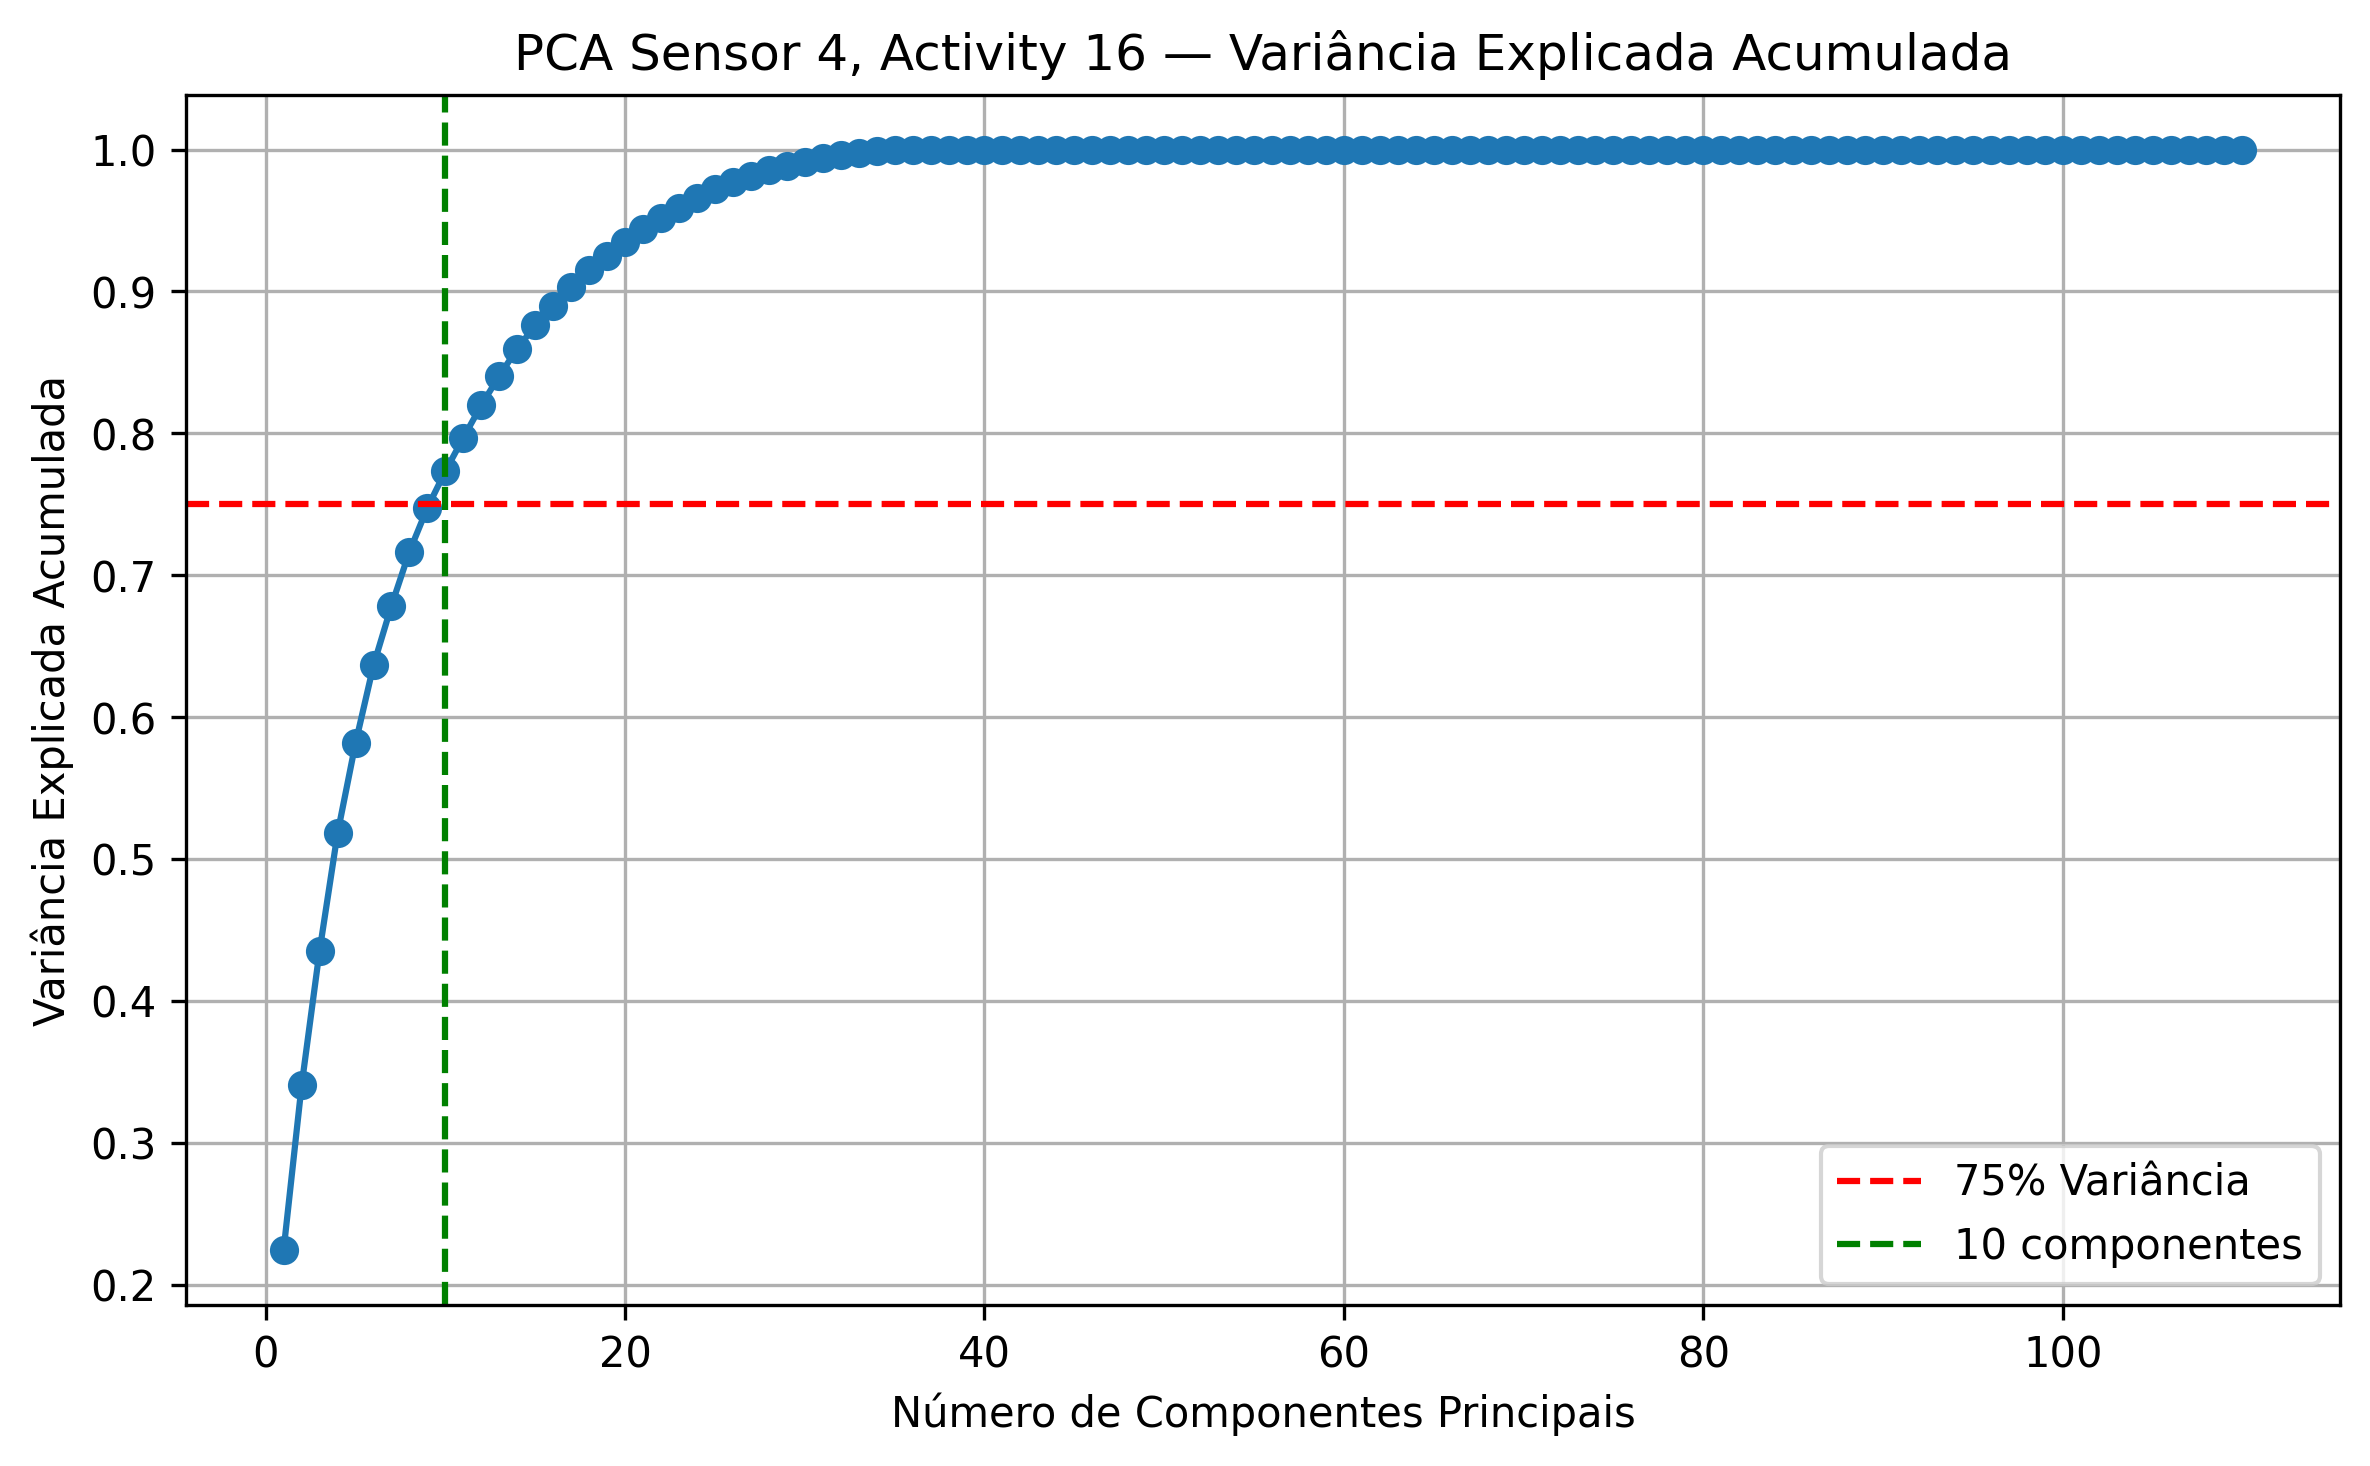 PCA Sensor 4, Activity 16 — Variância Explicada Acumulada
Variância Explicada Acumulada
1.0
0.9
0.8
0.7
0.6
0.5
0.4
0.3
0.2
75% Variância
10 componentes
0 20 40 60 80 100
Número de Componentes Principais